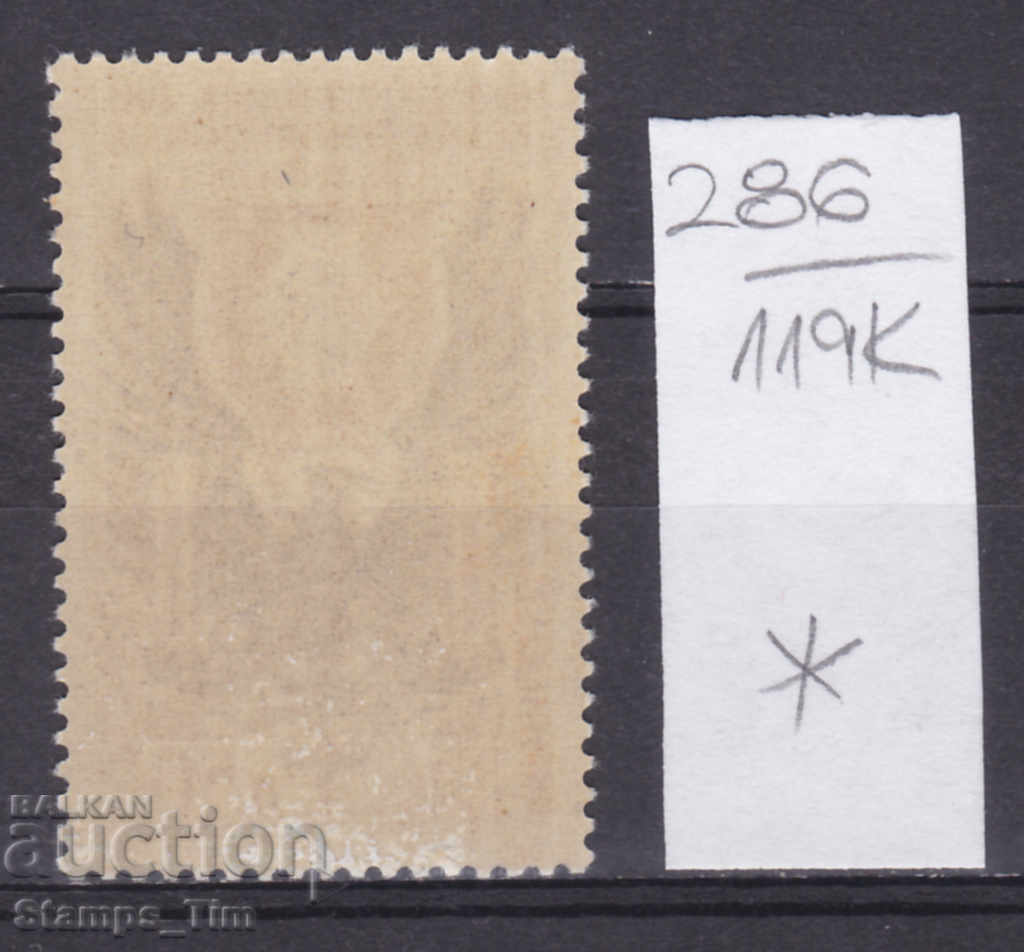 286
119K
*
BALKAN
auction
Stamps_Tim